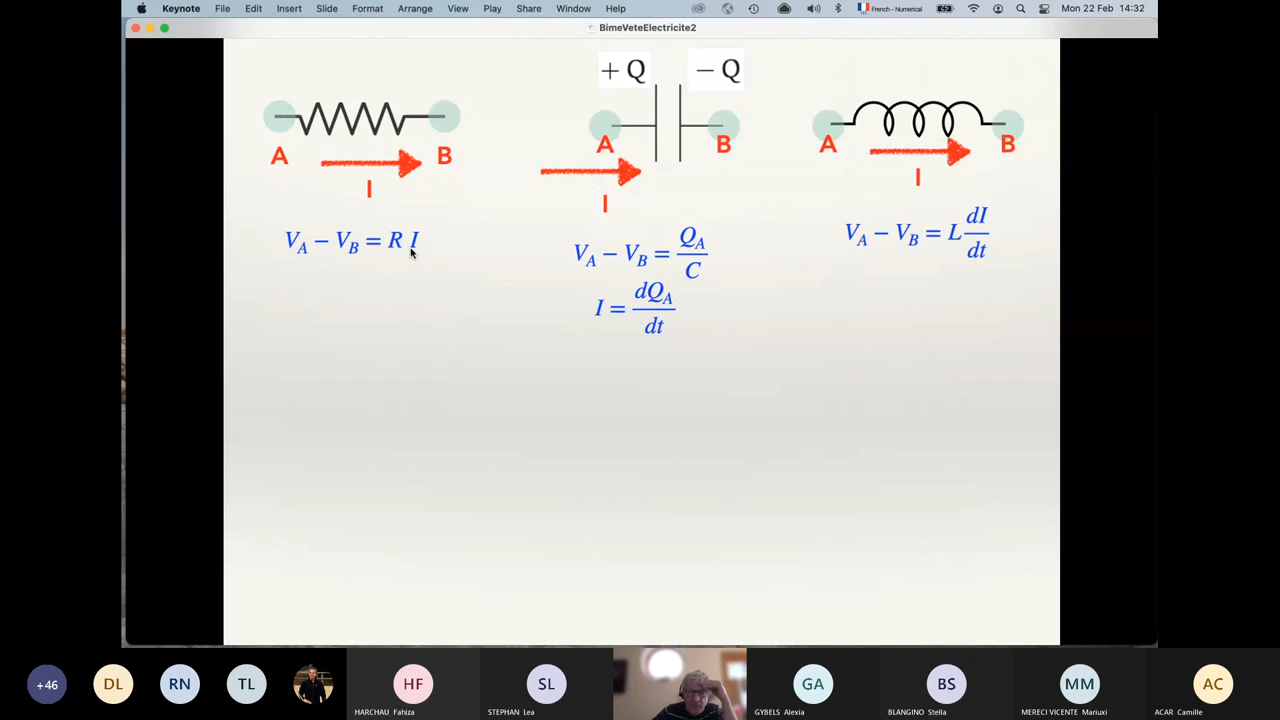 Keynote File Edit Insert Slide Format Arrange View Play Share Window Help French - Numerical Mon 22 Feb 14:32
BimeVeteElectricite2
+ Q − Q
A B
I
A B
I
A B
I
V_A − V_B = R I
V_A − V_B = Q_A / C
I = dQ_A / dt
V_A − V_B = L dI / dt
+46 DL RN TL HF SL GA BS MM AC
HARCHAU Fahiza STEPHAN Lea GYBELS Alexia BLANGINO Stella MERECI VICENTE Mariuxi ACAR Camille